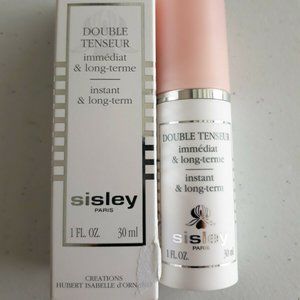 DOUBLE TENSEUR
immédiat
& long-terme
instant
& long-term
sisley
PARIS
1 FL. OZ. 30 ml
CREATIONS
HUBERT ISABELLE d'ORNANO
DOUBLE TENSEUR
immédiat
& long-terme
instant
& long-term
sisley
PARIS
1 FL. OZ. 30 ml